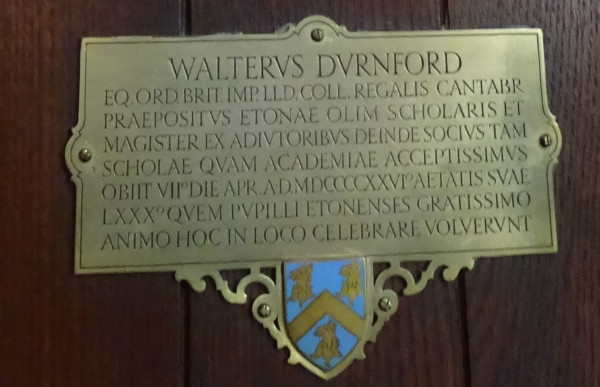 WALTERVS DVRNFORD
EQ. ORD. BRIT. IMP. LL.D. COLL. REGALIS CANTABR
PRAEPOSITVS ETONAE OLIM SCHOLARIS ET
MAGISTER EX ADIVTORIBVS DEINDE SOCIVS TAM
SCHOLAE QVAM ACADEMIAE ACCEPTISSIMVS
OBIIT VIIº DIE APR. A.D. MDCCCCXXVIº AETATIS SVAE
LXXXº QVEM PVPILLI ETONENSES GRATISSIMO
ANIMO HOC IN LOCO CELEBRARE VOLVERVNT